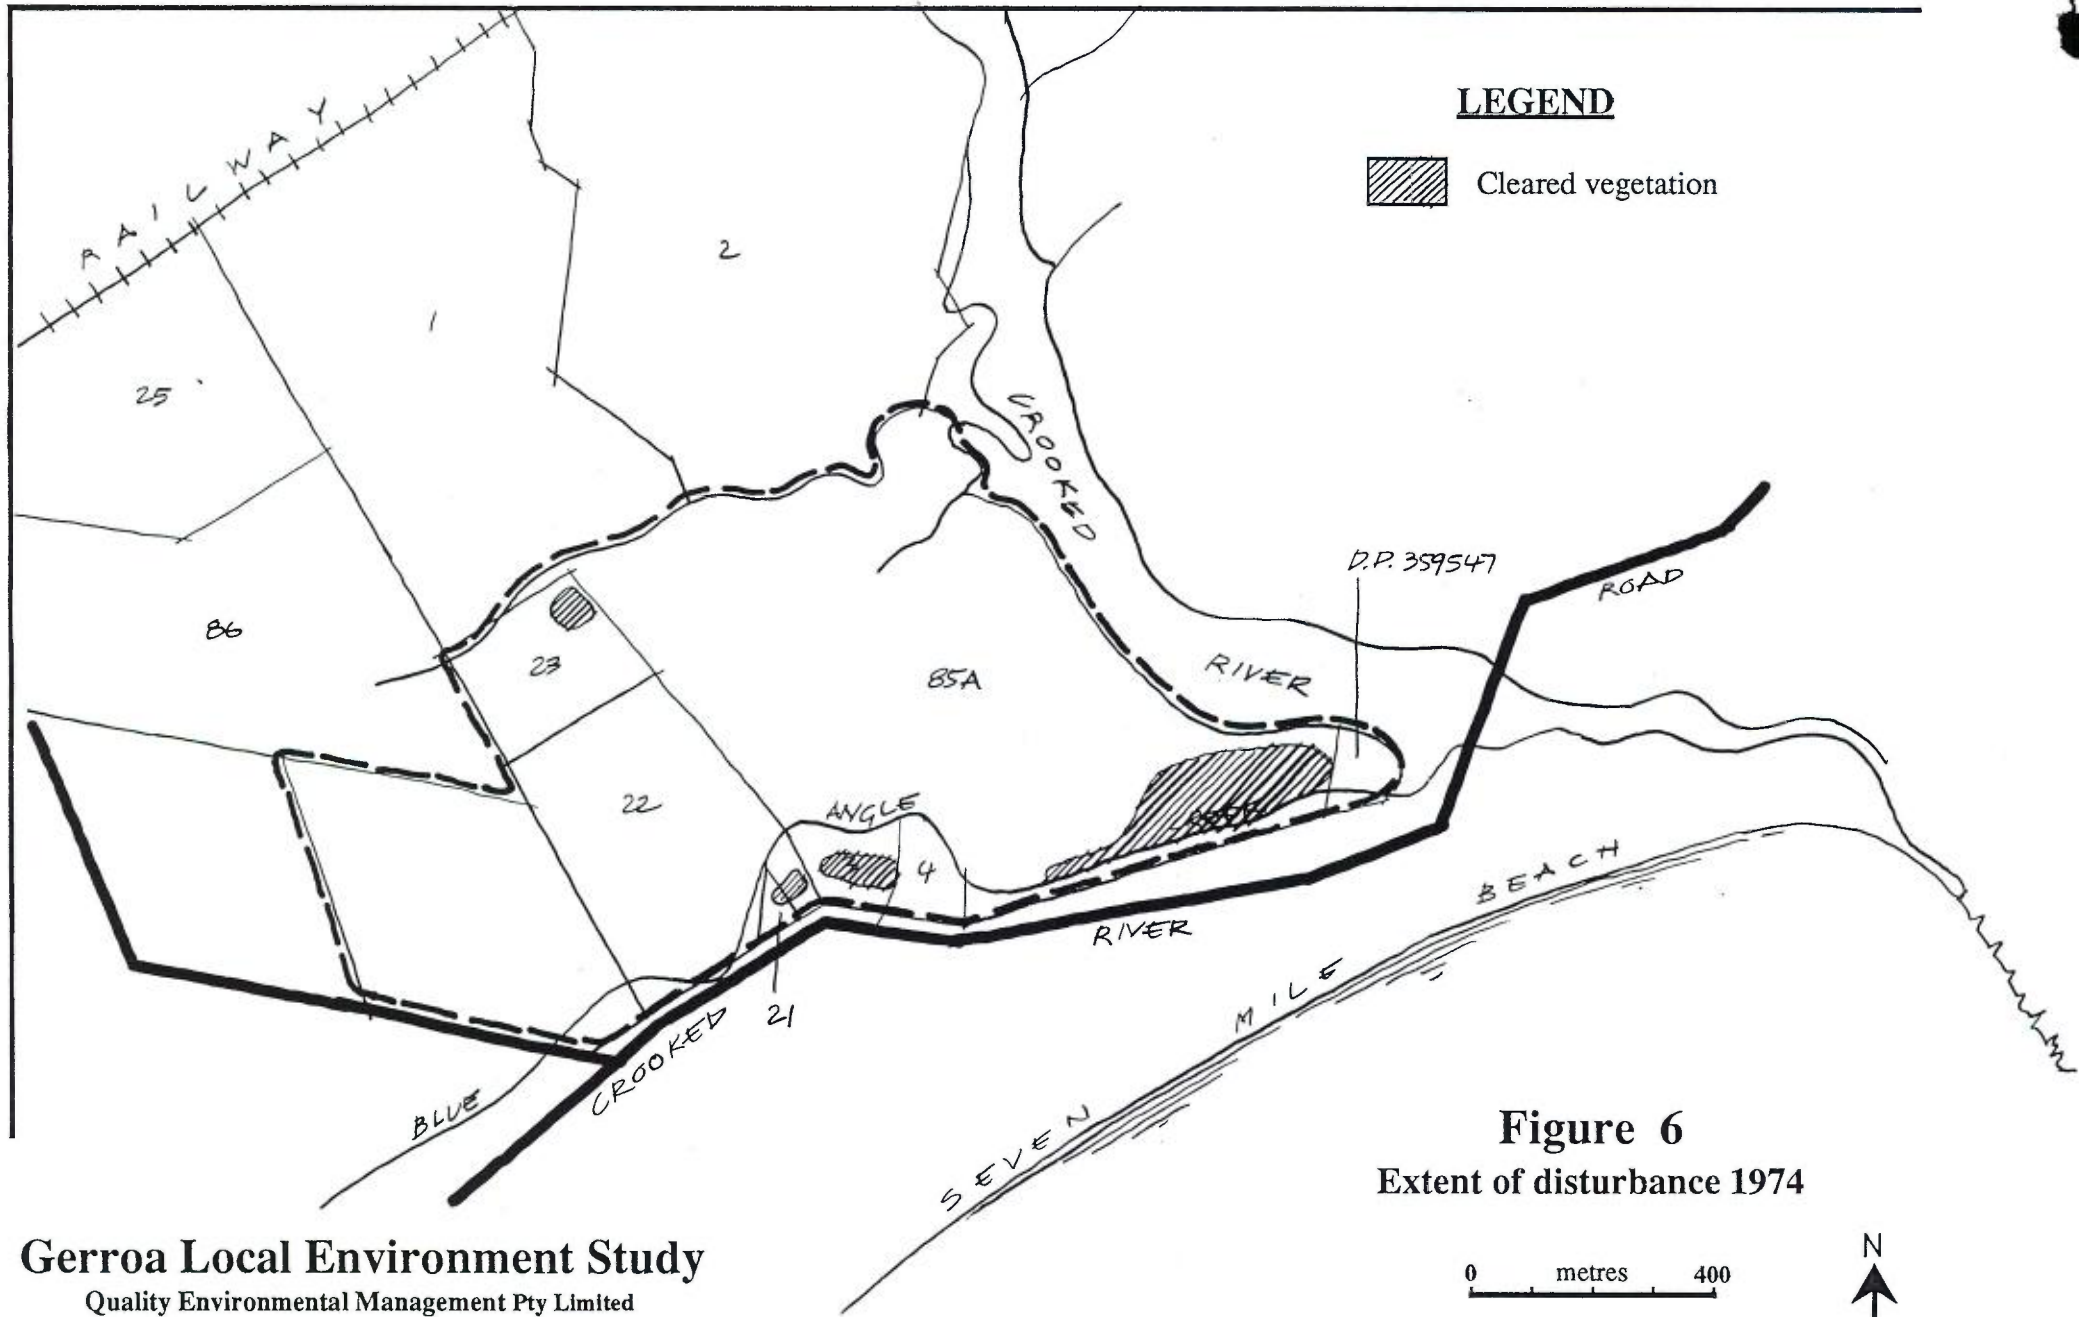 LEGEND
Cleared vegetation
RAILWAY
2
1
25
CROOKED
D.P. 359547
ROAD
86
23
85A
RIVER
22
ANGLE
4
BEACH
RIVER
MILE
21
CROOKED
BLUE
SEVEN
Figure 6
Extent of disturbance 1974
Gerroa Local Environment Study
Quality Environmental Management Pty Limited
0 metres 400
N